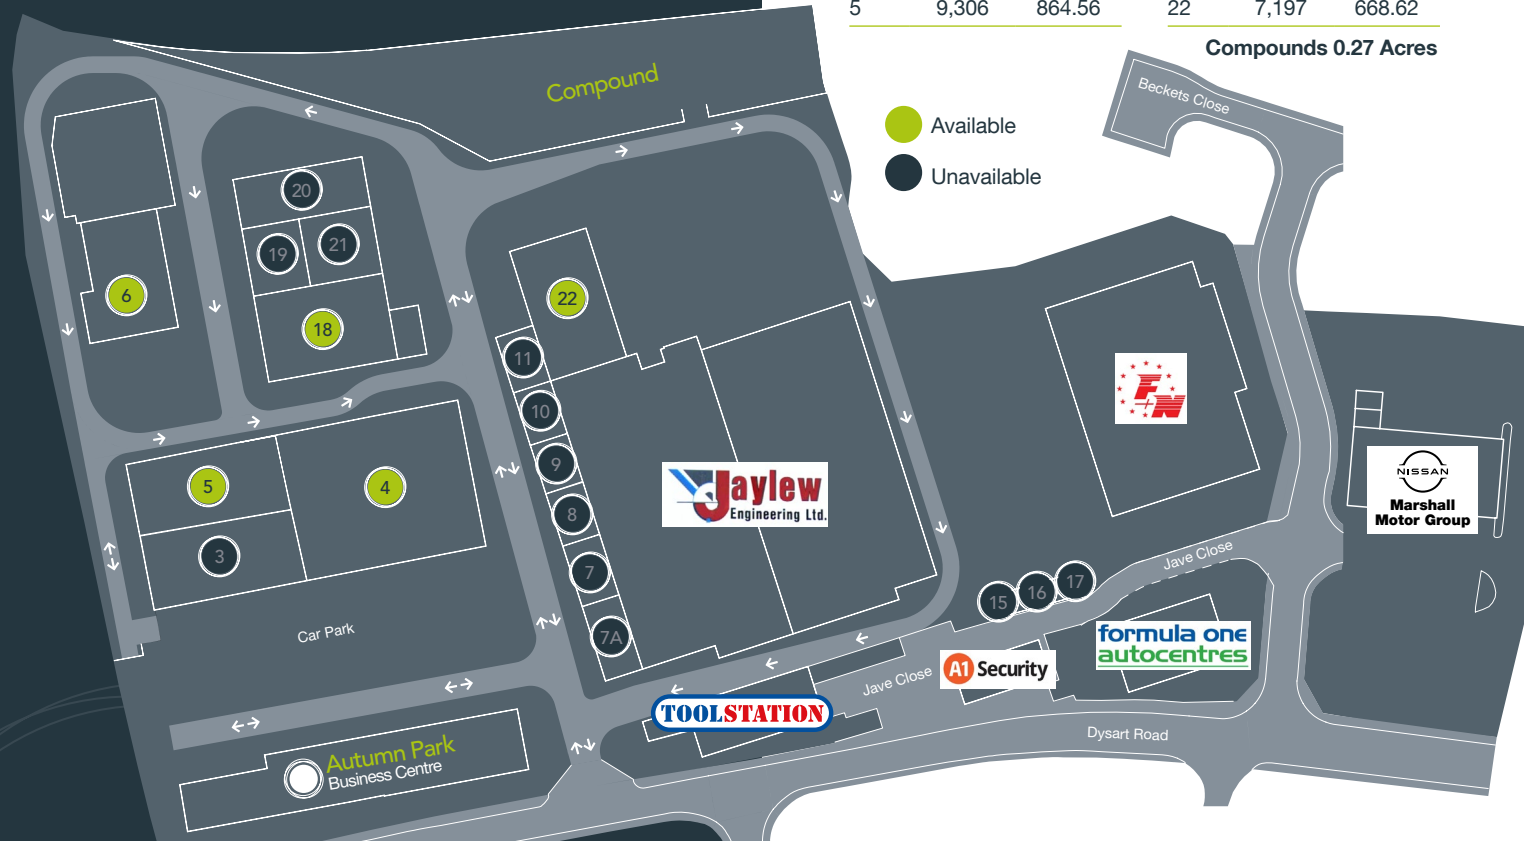 5 9,306 864.56 22 7,197 668.62
Compounds 0.27 Acres
Compound
Beckets Close
Available
Unavailable
20
19
21
6
18
22
11
10
9
8
7
7A
5
4
3
Car Park
Jaylew
Engineering Ltd.
F+N
NISSAN
Marshall
Motor Group
Jave Close
15
16
17
formula one
autocentres
A1 Security
Jave Close
TOOLSTATION
Dysart Road
Autumn Park
Business Centre